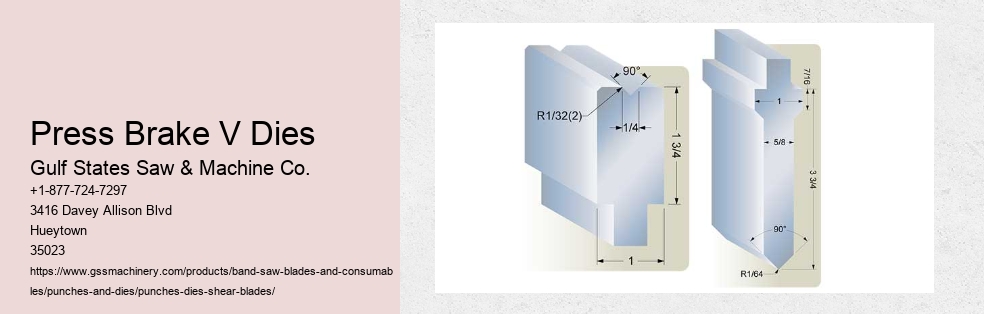 Press Brake V Dies
Gulf States Saw & Machine Co.
+1-877-724-7297
3416 Davey Allison Blvd
Hueytown
35023
https://www.gssmachinery.com/products/band-saw-blades-and-consumab
les/punches-and-dies/punches-dies-shear-blades/
90°
R1/32(2)
1/4
1 3/4
1
7/16
1
5/8
3 3/4
90°
R1/64